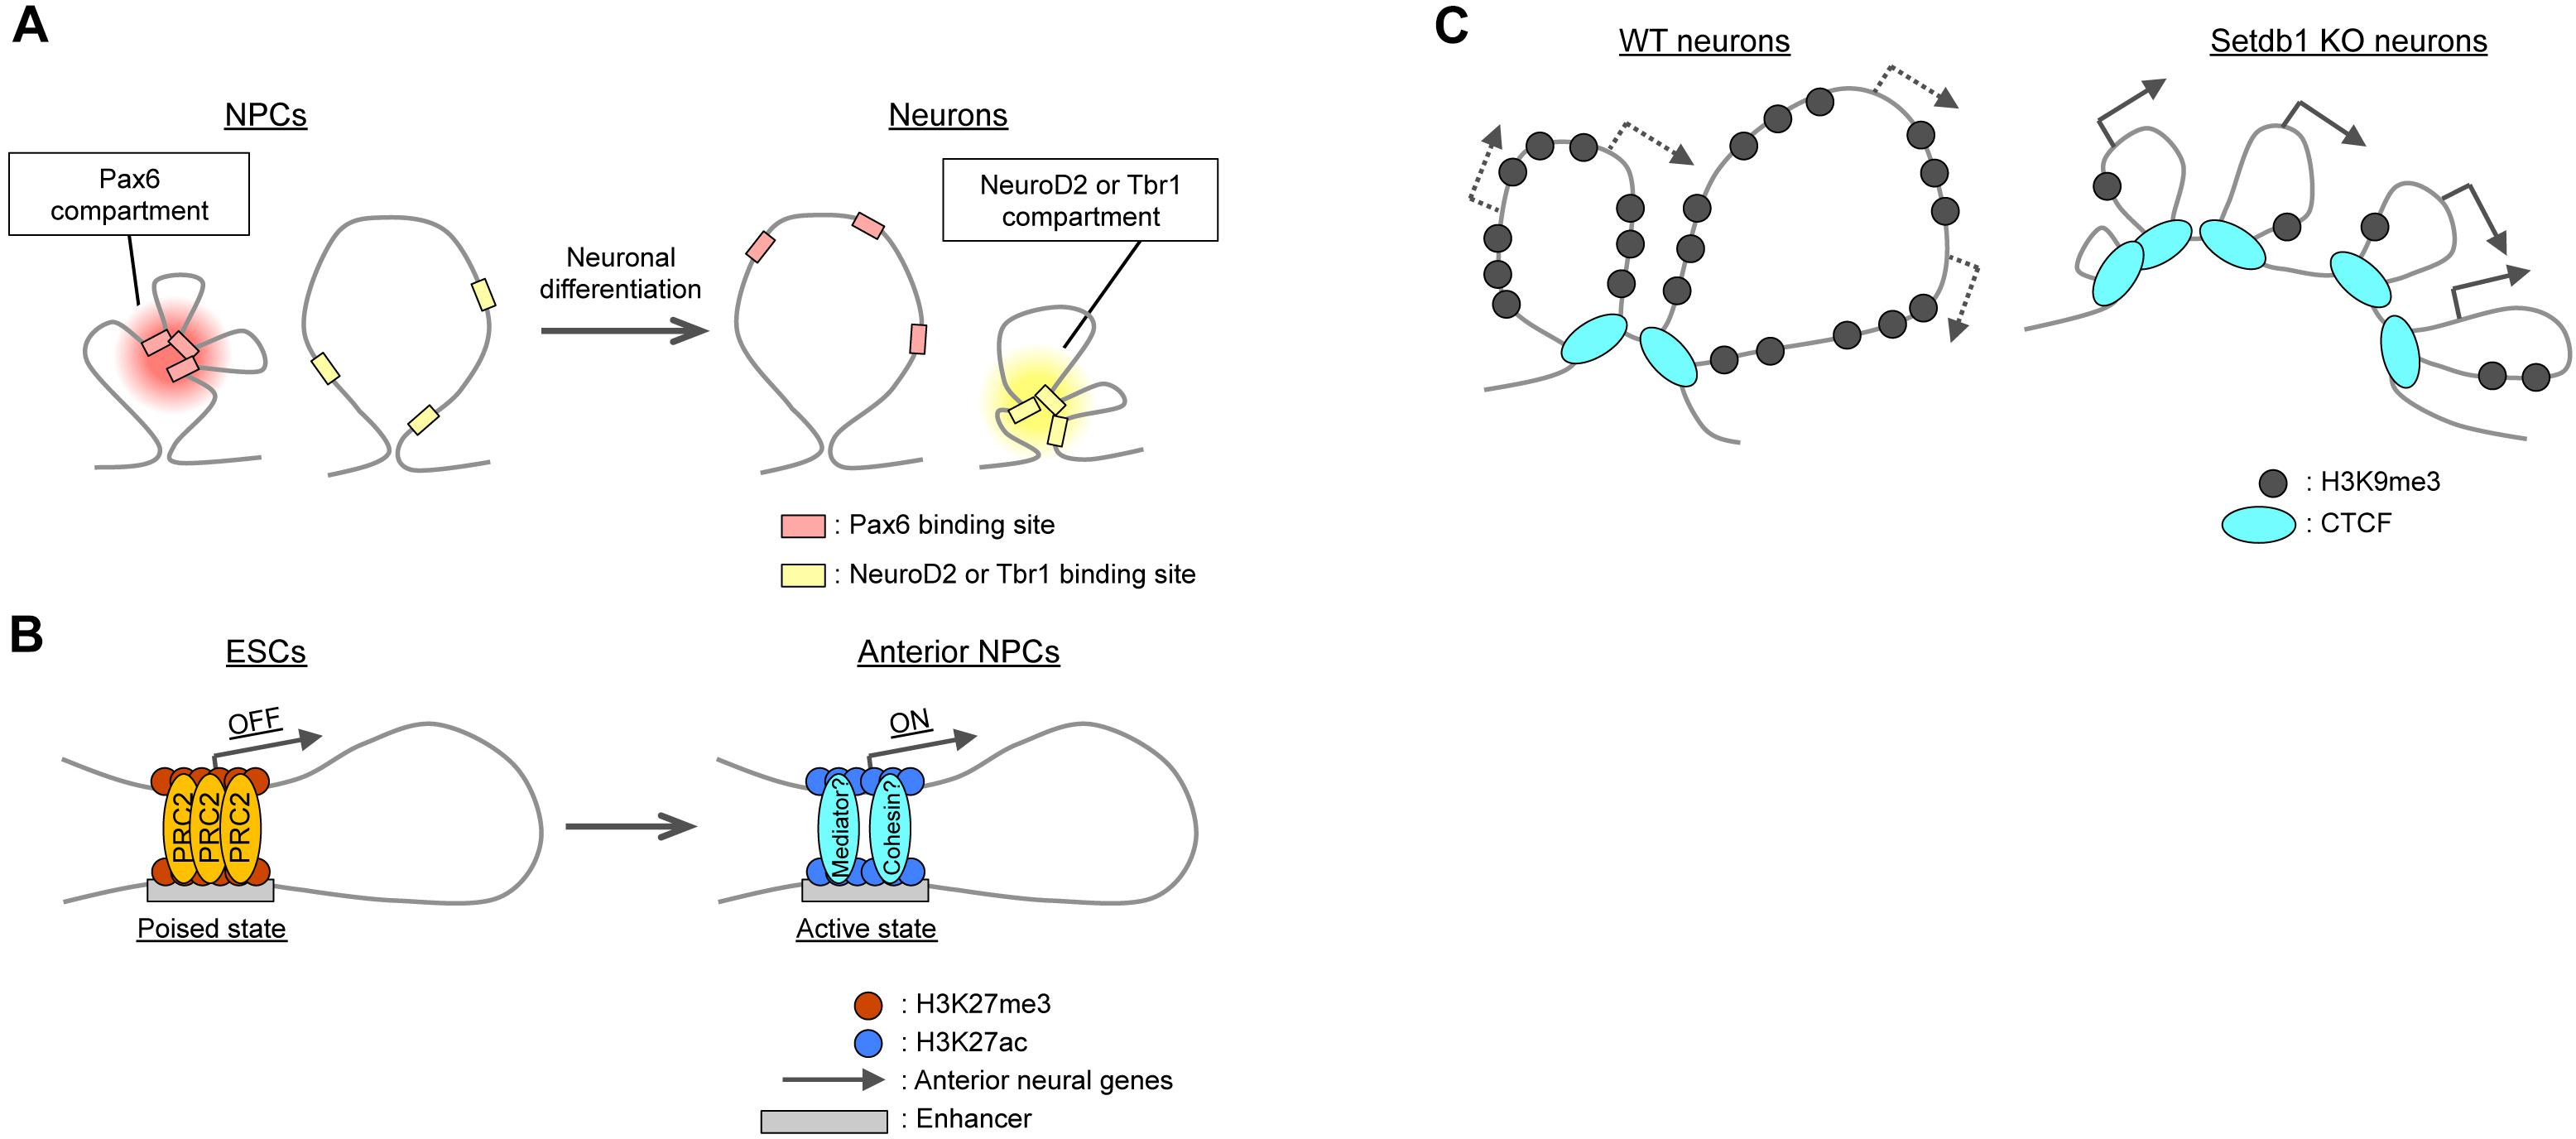 A
NPCs
Pax6
compartment
Neuronal
differentiation
Neurons
NeuroD2 or Tbr1
compartment
: Pax6 binding site
: NeuroD2 or Tbr1 binding site
B
ESCs
OFF
PRC2
PRC2
PRC2
Poised state
Anterior NPCs
ON
Mediator?
Cohesin?
Active state
: H3K27me3
: H3K27ac
: Anterior neural genes
: Enhancer
C
WT neurons
Setdb1 KO neurons
: H3K9me3
: CTCF